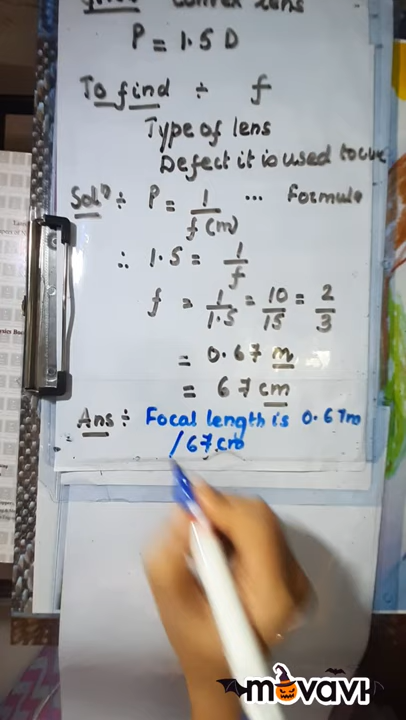 Convex lens
P = 1.5 D
To find ÷ f
Type of lens
Defect it is used to cure
Solⁿ ÷ P = 1/f(m) ... Formula
∴ 1.5 = 1/f
f = 1/1.5 = 10/15 = 2/3
= 0.67 m
= 67 cm
Ans ÷ Focal length is 0.67m
/67cm
movavi